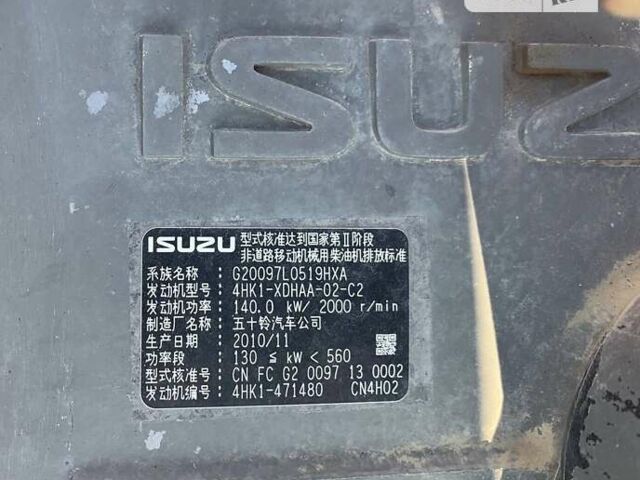 ISUZ
ISUZU 型式核准达到国家第Ⅱ阶段
非道路移动机械用柴油机排放标准
系族名称 : G20097L0519HXA
发动机型号 : 4HK1-XDHAA-02-C2
发动机功率 : 140.0 kW/ 2000 r/min
制造厂名称 : 五十铃汽车公司
生产日期 : 2010/11
功率段 : 130 ≤ kW < 560
型式核准号 : CN FC G2 0097 13 0002
发动机编号 : 4HK1-471480 CN4H02